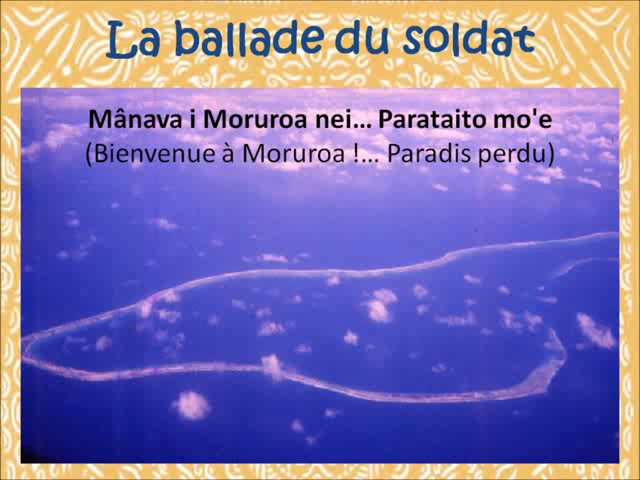 La ballade du soldat
Mânava i Moruroa nei... Parataito mo'e
(Bienvenue à Moruroa !... Paradis perdu)